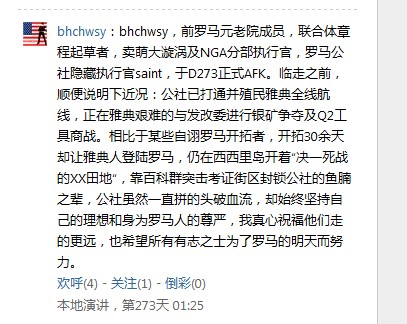 bhchwsy：bhchwsy，前罗马元老院成员，联合体章
程起草者，卖萌大漩涡及NGA分部执行官，罗马公
社隐藏执行官saint，于D273正式AFK。临走之前，
顺便说明下近况：公社已打通并殖民雅典全线航
线，正在雅典艰难的与发改委进行银矿争夺及Q2工
具商战。相比于某些自诩罗马开拓者，开拓30余天
却让雅典人登陆罗马，仍在西西里岛开着“决一死战
的XX田地”，靠百科群突击考证街区封锁公社的鱼腩
之辈，公社虽然一直拼的头破血流，却始终坚持自
己的理想和身为罗马人的尊严，我真心祝福他们走
的更远，也希望所有有志之士为了罗马的明天而努
力。
欢呼(4) - 关注(1) - 倒彩(0)
本地演讲，第273天 01:25